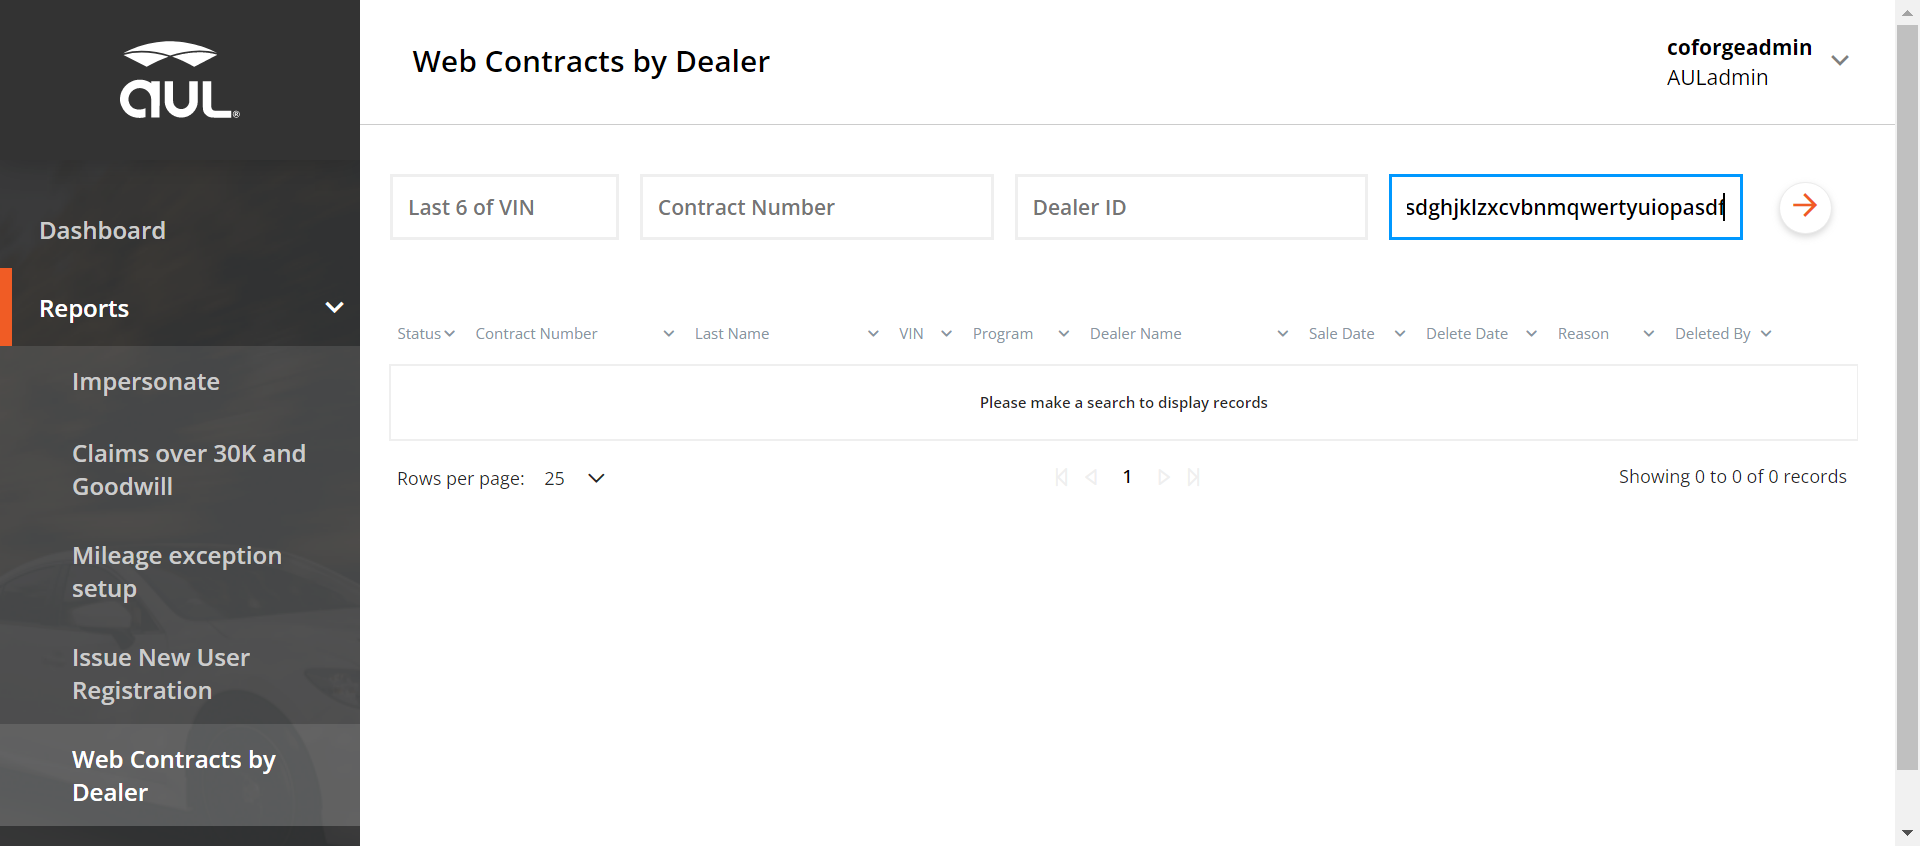 aUL®
Web Contracts by Dealer
coforgeadmin
AULadmin
Dashboard
Reports
Impersonate
Claims over 30K and
Goodwill
Mileage exception
setup
Issue New User
Registration
Web Contracts by
Dealer
Last 6 of VIN
Contract Number
Dealer ID
sdghjklzxcvbnmqwertyuiopasdf
Status Contract Number Last Name VIN Program Dealer Name Sale Date Delete Date Reason Deleted By
Please make a search to display records
Rows per page: 25
1
Showing 0 to 0 of 0 records